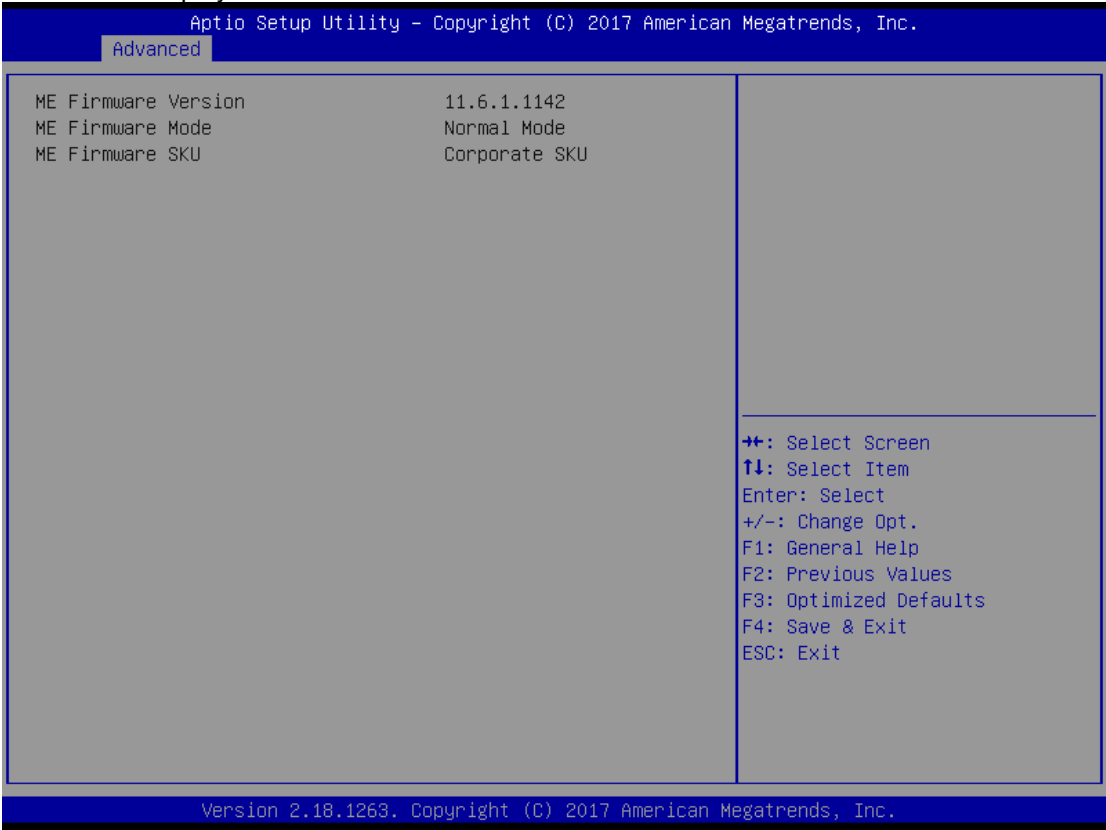 Aptio Setup Utility – Copyright (C) 2017 American Megatrends, Inc.
Advanced
ME Firmware Version 11.6.1.1142
ME Firmware Mode Normal Mode
ME Firmware SKU Corporate SKU
→←: Select Screen
↑↓: Select Item
Enter: Select
+/-: Change Opt.
F1: General Help
F2: Previous Values
F3: Optimized Defaults
F4: Save & Exit
ESC: Exit
Version 2.18.1263. Copyright (C) 2017 American Megatrends, Inc.